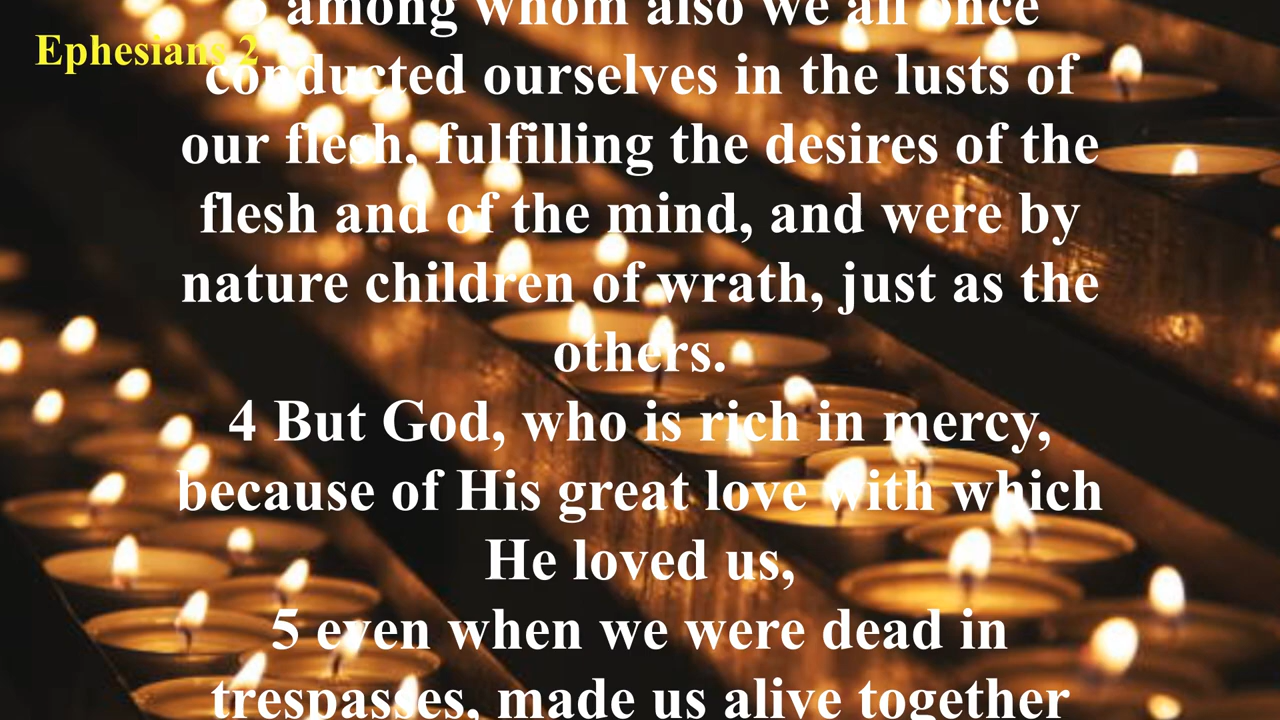 Ephesians 2
3 among whom also we all once
conducted ourselves in the lusts of
our flesh, fulfilling the desires of the
flesh and of the mind, and were by
nature children of wrath, just as the
others.
4 But God, who is rich in mercy,
because of His great love with which
He loved us,
5 even when we were dead in
trespasses, made us alive together